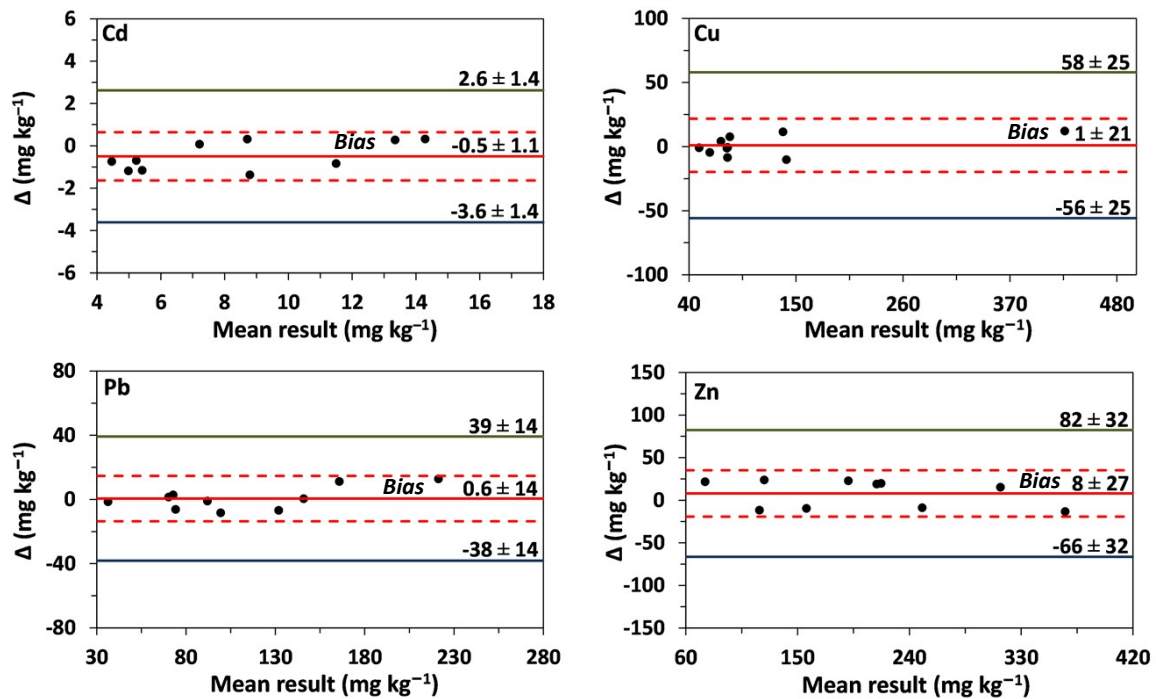 Cd
6
4
2
0
-2
-4
-6
Δ (mg kg⁻¹)
2.6 ± 1.4
Bias
-0.5 ± 1.1
-3.6 ± 1.4
4 6 8 10 12 14 16 18
Mean result (mg kg⁻¹)
Cu
100
50
0
-50
-100
Δ (mg kg⁻¹)
58 ± 25
Bias 1 ± 21
-56 ± 25
40 150 260 370 480
Mean result (mg kg⁻¹)
Pb
80
40
0
-40
-80
Δ (mg kg⁻¹)
39 ± 14
Bias 0.6 ± 14
-38 ± 14
30 80 130 180 230 280
Mean result (mg kg⁻¹)
Zn
150
100
50
0
-50
-100
-150
Δ (mg kg⁻¹)
82 ± 32
Bias 8 ± 27
-66 ± 32
60 150 240 330 420
Mean result (mg kg⁻¹)